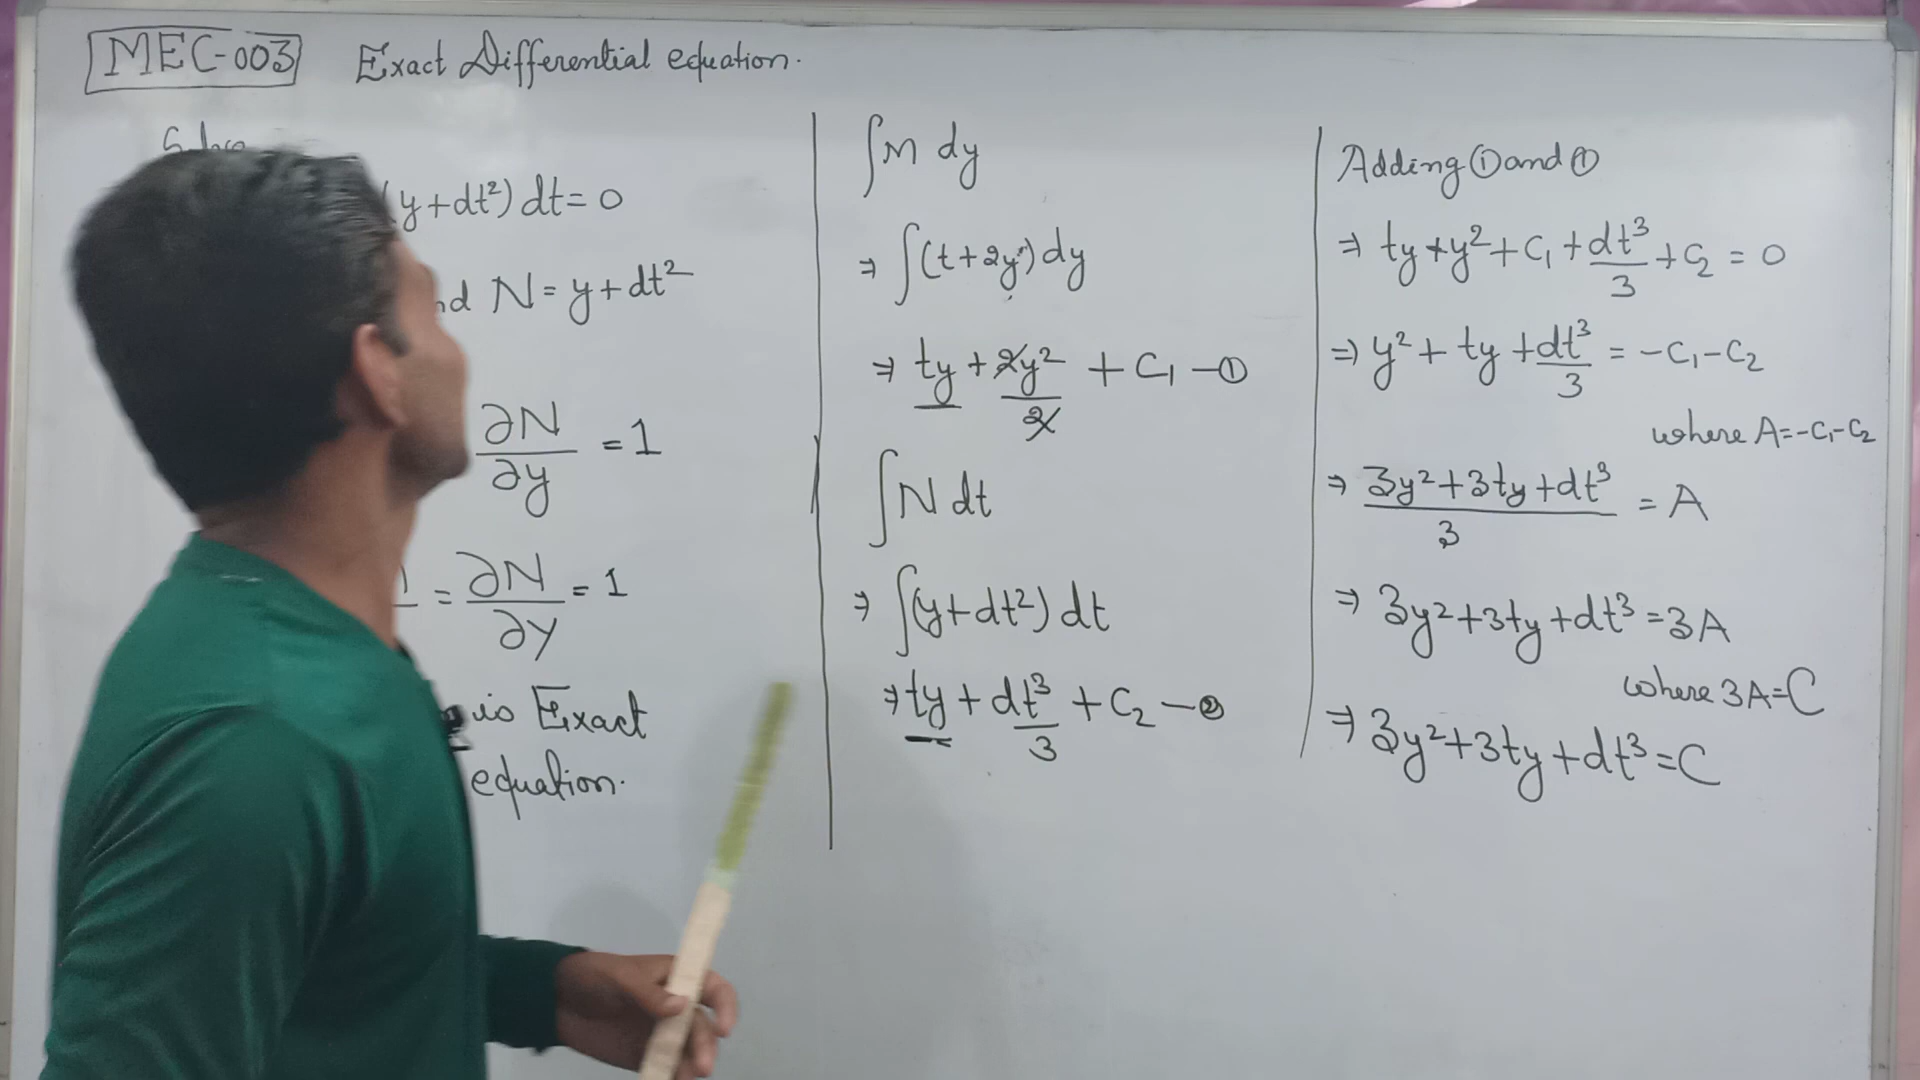 MEC-003 Exact Differential equation.
Solve
(y+dt²) dt = 0
nd N = y+dt²
∂N/∂y = 1
= ∂N/∂y = 1
is Exact
equation.
∫M dy
⇒ ∫(t+2y) dy
⇒ ty + 2y²/2 + C₁ —①
∫N dt
⇒ ∫(y+dt²) dt
⇒ ty + dt³/3 + C₂ —②
Adding ① and ①
⇒ ty+y²+C₁+dt³/3+C₂ = 0
⇒ y²+ty+dt³/3 = -C₁-C₂
where A=-C₁-C₂
⇒ 3y²+3ty+dt³/3 = A
⇒ 3y²+3ty+dt³=3A
where 3A=C
⇒ 3y²+3ty+dt³=C